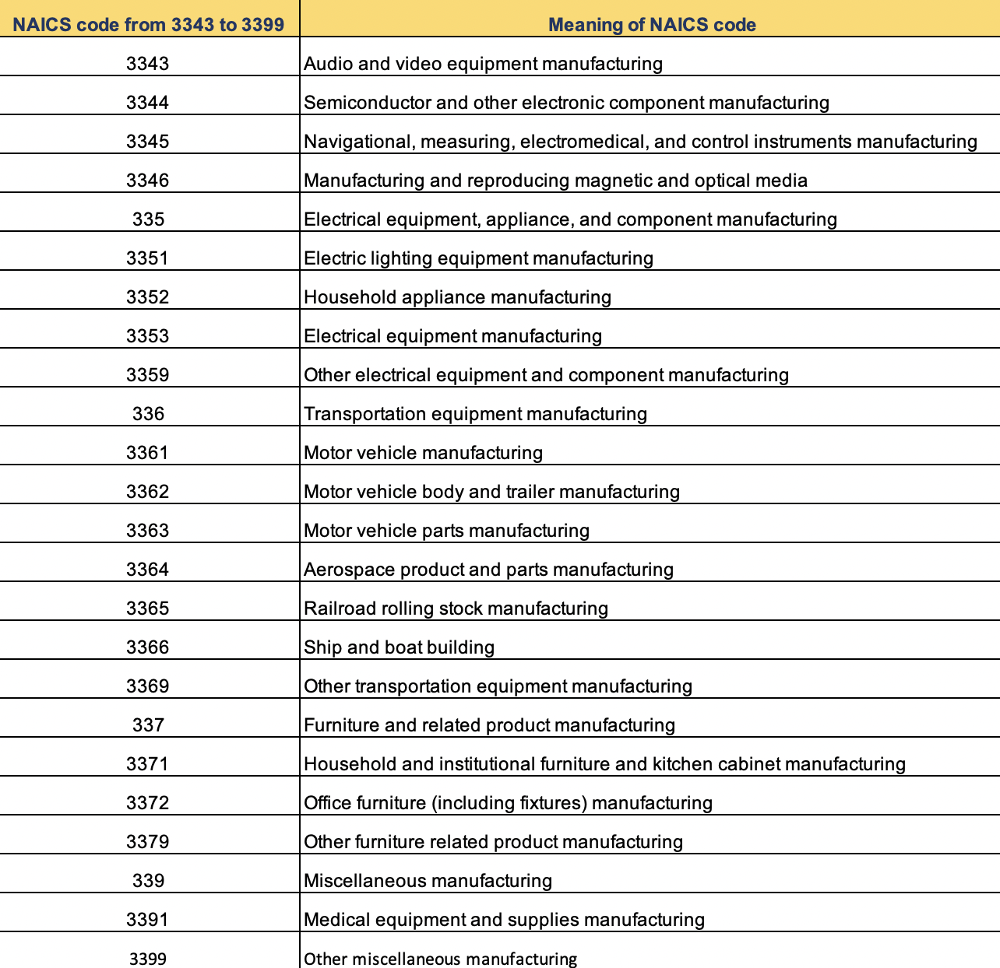 NAICS code from 3343 to 3399 Meaning of NAICS code
3343 Audio and video equipment manufacturing
3344 Semiconductor and other electronic component manufacturing
3345 Navigational, measuring, electromedical, and control instruments manufacturing
3346 Manufacturing and reproducing magnetic and optical media
335 Electrical equipment, appliance, and component manufacturing
3351 Electric lighting equipment manufacturing
3352 Household appliance manufacturing
3353 Electrical equipment manufacturing
3359 Other electrical equipment and component manufacturing
336 Transportation equipment manufacturing
3361 Motor vehicle manufacturing
3362 Motor vehicle body and trailer manufacturing
3363 Motor vehicle parts manufacturing
3364 Aerospace product and parts manufacturing
3365 Railroad rolling stock manufacturing
3366 Ship and boat building
3369 Other transportation equipment manufacturing
337 Furniture and related product manufacturing
3371 Household and institutional furniture and kitchen cabinet manufacturing
3372 Office furniture (including fixtures) manufacturing
3379 Other furniture related product manufacturing
339 Miscellaneous manufacturing
3391 Medical equipment and supplies manufacturing
3399 Other miscellaneous manufacturing